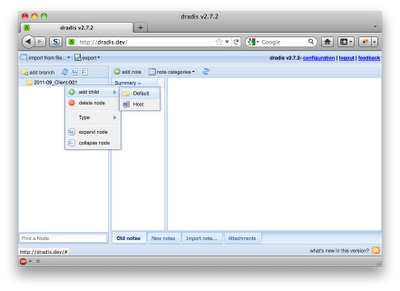 dradis v2.7.2
dradis v2.7.2
http://dradis.dev/
Google
import from file...
export
dradis v2.7.2- configuration | logout | feedback
add branch
add note
note categories
2011-09_Client-001
Summary
add child
delete node
Type
expand node
collapse node
Default
Host
Find a Node
Old notes
New notes
Import note...
Attachments
http://dradis.dev/#
what's new in this version?